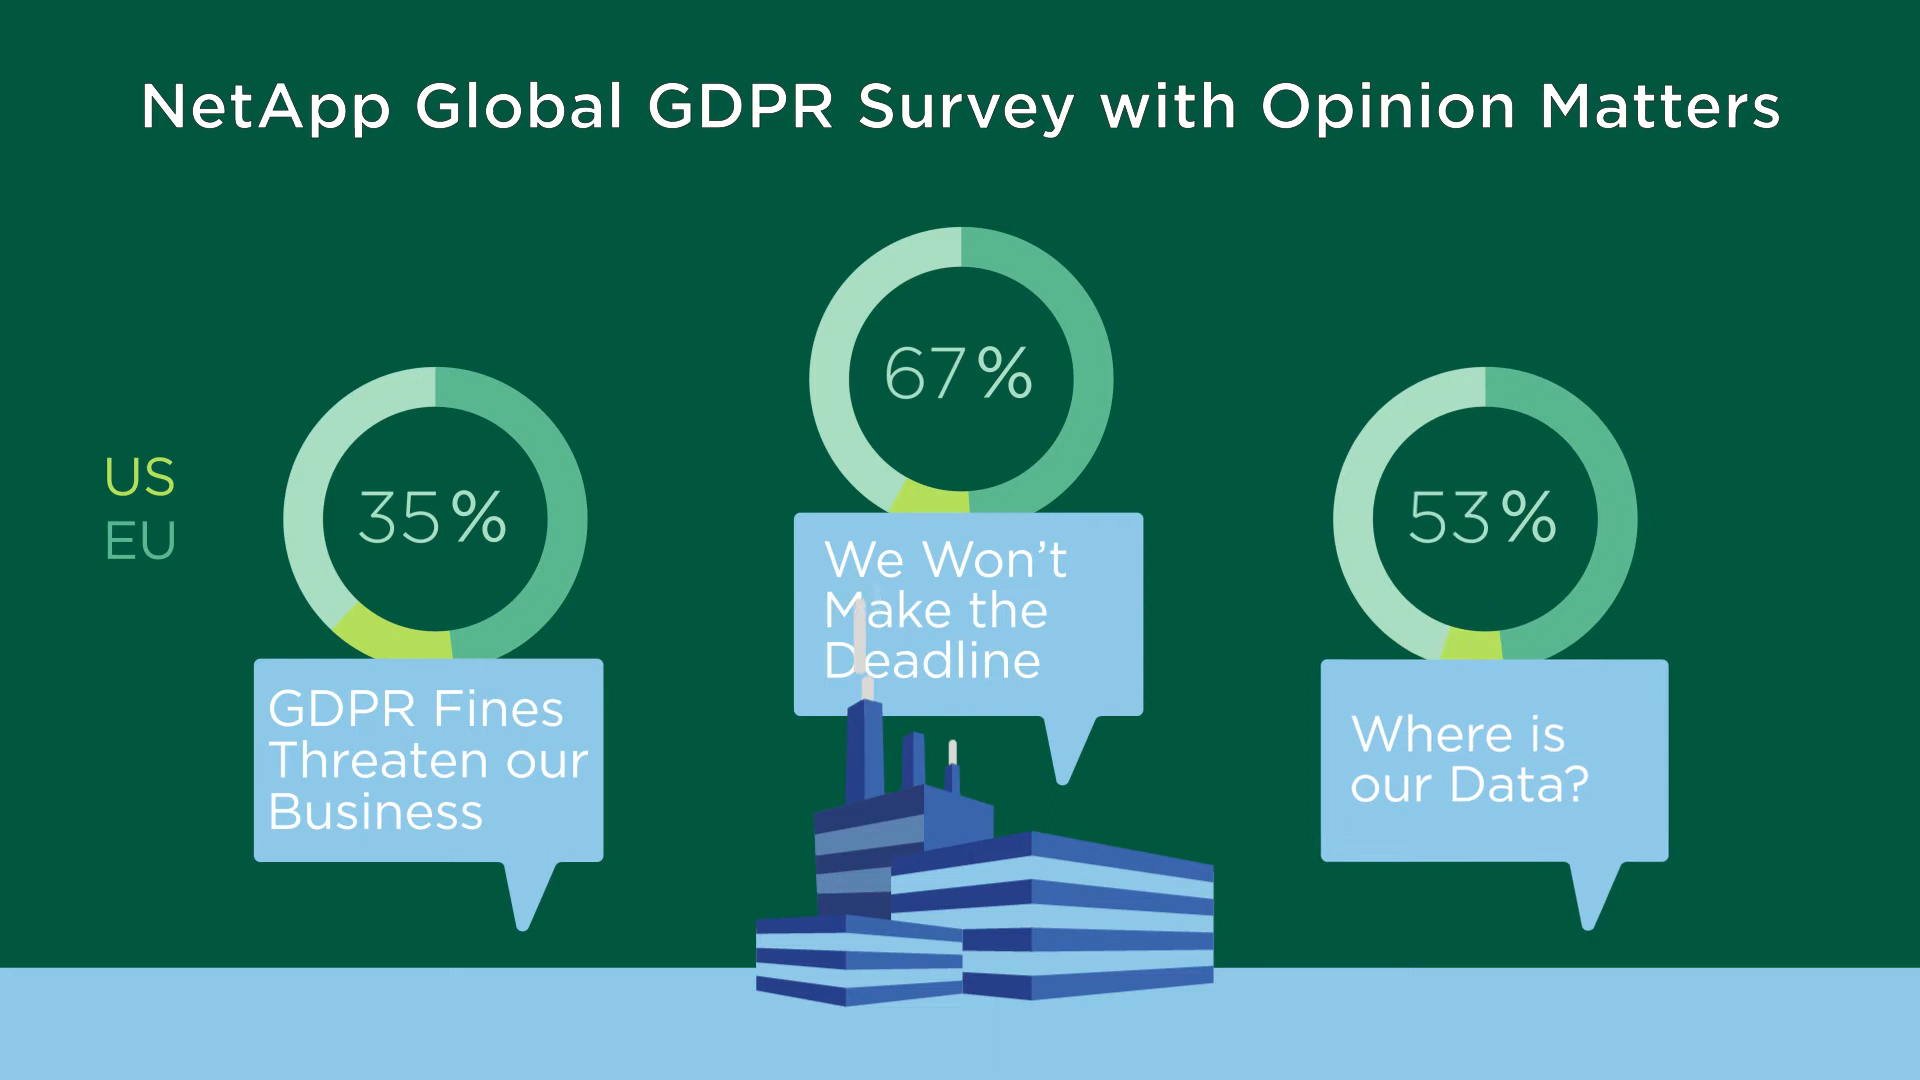 NetApp Global GDPR Survey with Opinion Matters
US
EU
35%
GDPR Fines
Threaten our
Business
67%
We Won't
Make the
Deadline
53%
Where is
our Data?